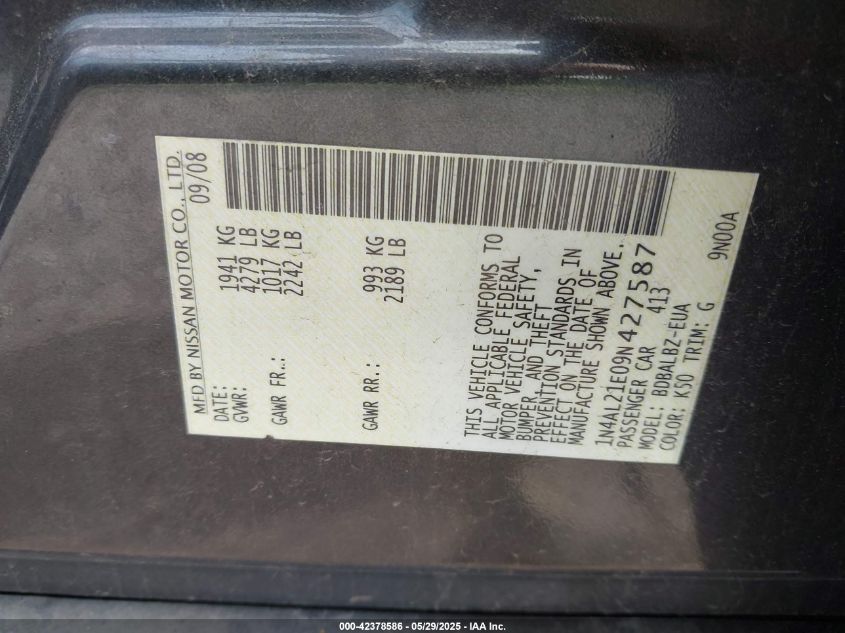 MFD BY NISSAN MOTOR CO., LTD.
DATE: 09/08
GVWR: 1941 KG
4279 LB
GAWR FR.: 1017 KG
2242 LB
GAWR RR.: 993 KG
2189 LB
THIS VEHICLE CONFORMS TO
ALL APPLICABLE FEDERAL
MOTOR VEHICLE SAFETY,
BUMPER, AND THEFT
PREVENTION STANDARDS IN
EFFECT ON THE DATE OF
MANUFACTURE SHOWN ABOVE.
1N4AL21E09N427587
PASSENGER CAR 413
MODEL: BDBALBZ-EUA
COLOR: K50 TRIM: G 9N00A
000-42378586 - 05/29/2025 - IAA Inc.